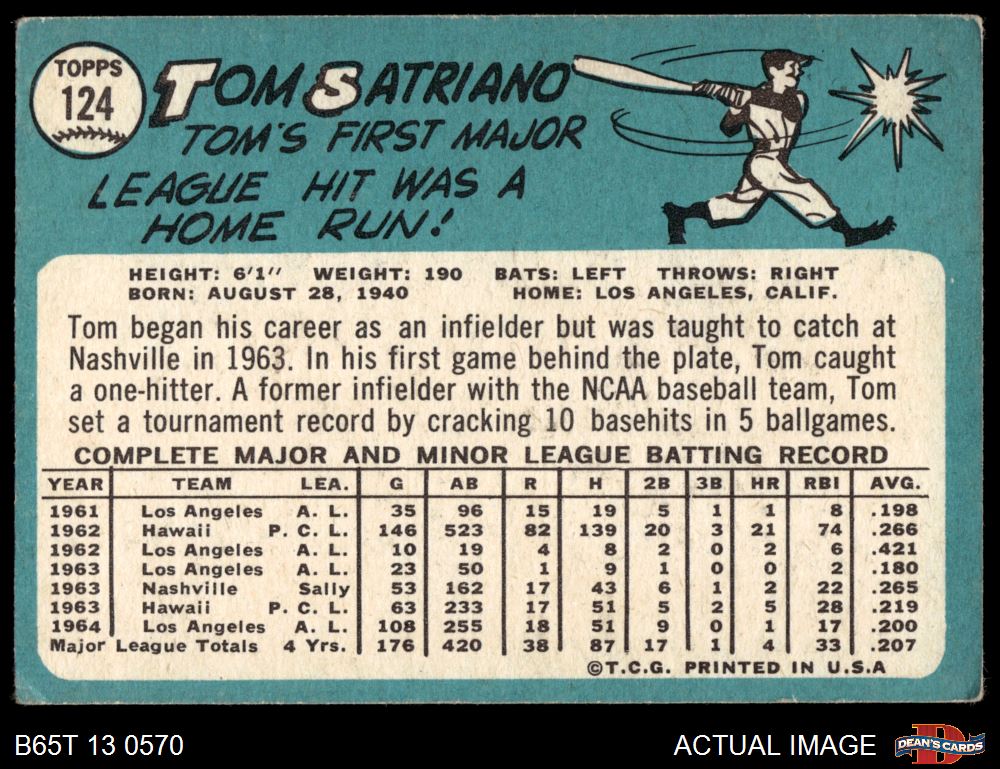 TOPPS
124
TOM SATRIANO
TOM'S FIRST MAJOR
LEAGUE HIT WAS A
HOME RUN!
HEIGHT: 6'1" WEIGHT: 190 BATS: LEFT THROWS: RIGHT
BORN: AUGUST 28, 1940 HOME: LOS ANGELES, CALIF.
Tom began his career as an infielder but was taught to catch at
Nashville in 1963. In his first game behind the plate, Tom caught
a one-hitter. A former infielder with the NCAA baseball team, Tom
set a tournament record by cracking 10 basehits in 5 ballgames.
COMPLETE MAJOR AND MINOR LEAGUE BATTING RECORD
YEAR TEAM LEA. G AB R H 2B 3B HR RBI AVG.
1961 Los Angeles A. L. 35 96 15 19 5 1 1 8 .198
1962 Hawaii P. C. L. 146 523 82 139 20 3 21 74 .266
1962 Los Angeles A. L. 10 19 4 8 2 0 2 6 .421
1963 Los Angeles A. L. 23 50 1 9 1 0 0 2 .180
1963 Nashville Sally 53 162 17 43 6 1 2 22 .265
1963 Hawaii P. C. L. 63 233 17 51 5 2 5 28 .219
1964 Los Angeles A. L. 108 255 18 51 9 0 1 17 .200
Major League Totals 4 Yrs. 176 420 38 87 17 1 4 33 .207
©T.C.G. PRINTED IN U.S.A
B65T 13 0570
ACTUAL IMAGE
D
DEAN'S CARDS